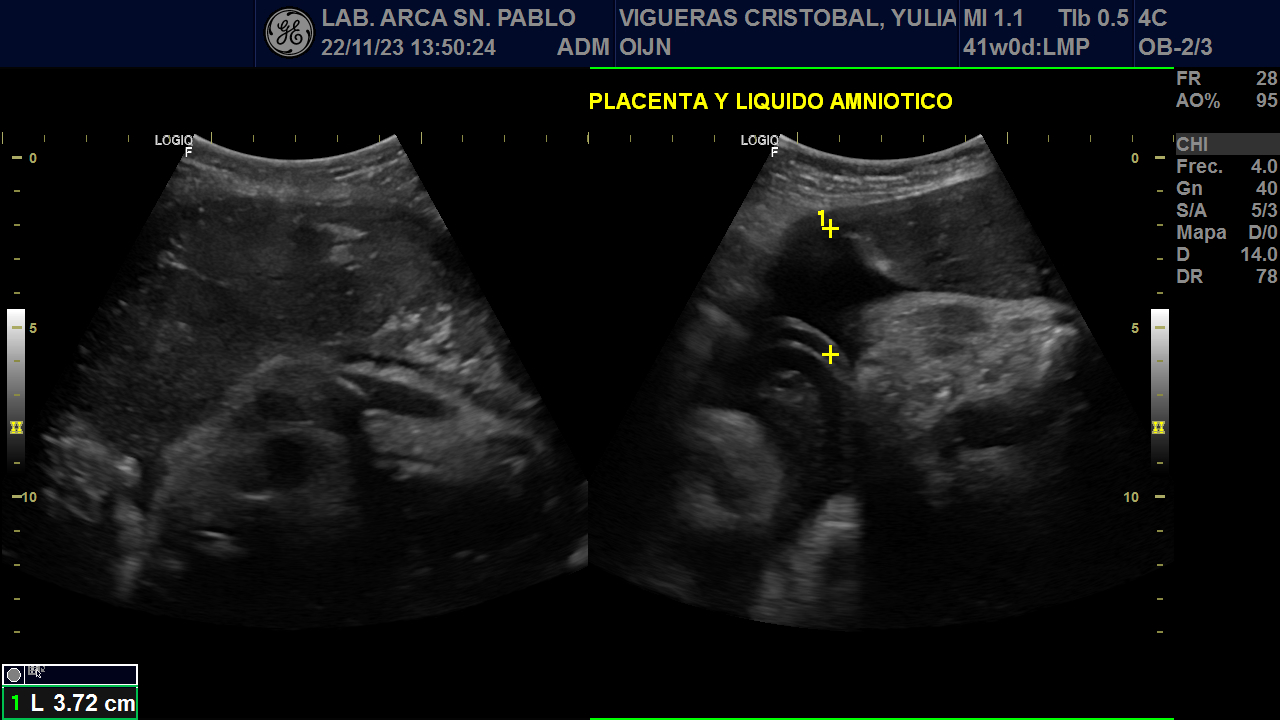 LAB. ARCA SN. PABLO
22/11/23 13:50:24 ADM
VIGUERAS CRISTOBAL, YULIA
OIJN
MI 1.1 TIb 0.5
41w0d:LMP
4C
OB-2/3
PLACENTA Y LIQUIDO AMNIOTICO
FR 28
AO% 95
CHI
Frec. 4.0
Gn 40
S/A 5/3
Mapa D/0
D 14.0
DR 78
LOGIQ
F
0
5
10
LOGIQ
F
1
0
5
10
1 L 3.72 cm